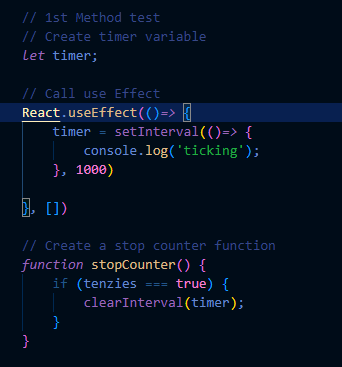 // 1st Method test
// Create timer variable
let timer;
// Call use Effect
React.useEffect(()=> {
timer = setInterval(()=> {
console.log('ticking');
}, 1000)
}, [])
// Create a stop counter function
function stopCounter() {
if (tenzies === true) {
clearInterval(timer);
}
}